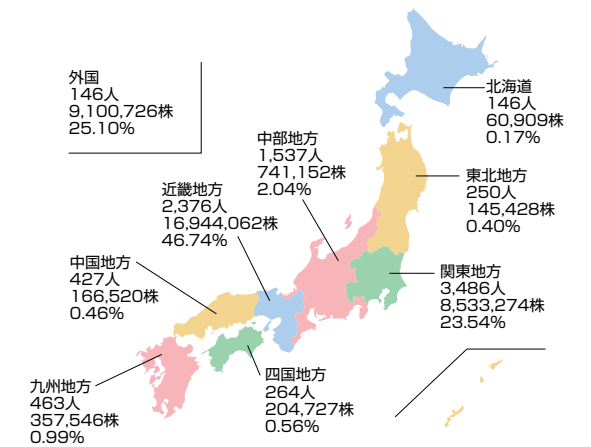 外国
146人
9,100,726株
25.10%
北海道
146人
60,909株
0.17%
中部地方
1,537人
741,152株
2.04%
東北地方
250人
145,428株
0.40%
近畿地方
2,376人
16,944,062株
46.74%
関東地方
3,486人
8,533,274株
23.54%
中国地方
427人
166,520株
0.46%
四国地方
264人
204,727株
0.56%
九州地方
463人
357,546株
0.99%